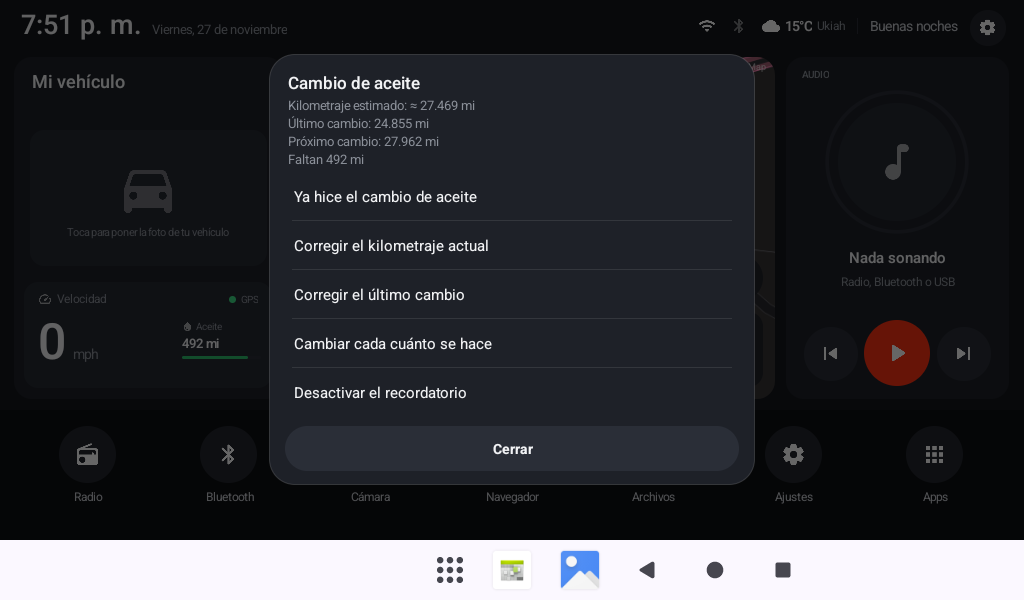 7:51 p. m.
Viernes, 27 de noviembre
15°C Ukiah
Buenas noches
Mi vehículo
Toca para poner la foto de tu vehículo
Velocidad
GPS
0 mph
Aceite
492 mi
Cambio de aceite
Kilometraje estimado: ≈ 27.469 mi
Último cambio: 24.855 mi
Próximo cambio: 27.962 mi
Faltan 492 mi
Ya hice el cambio de aceite
Corregir el kilometraje actual
Corregir el último cambio
Cambiar cada cuánto se hace
Desactivar el recordatorio
Cerrar
AUDIO
Nada sonando
Radio, Bluetooth o USB
Radio
Bluetooth
Cámara
Navegador
Archivos
Ajustes
Apps